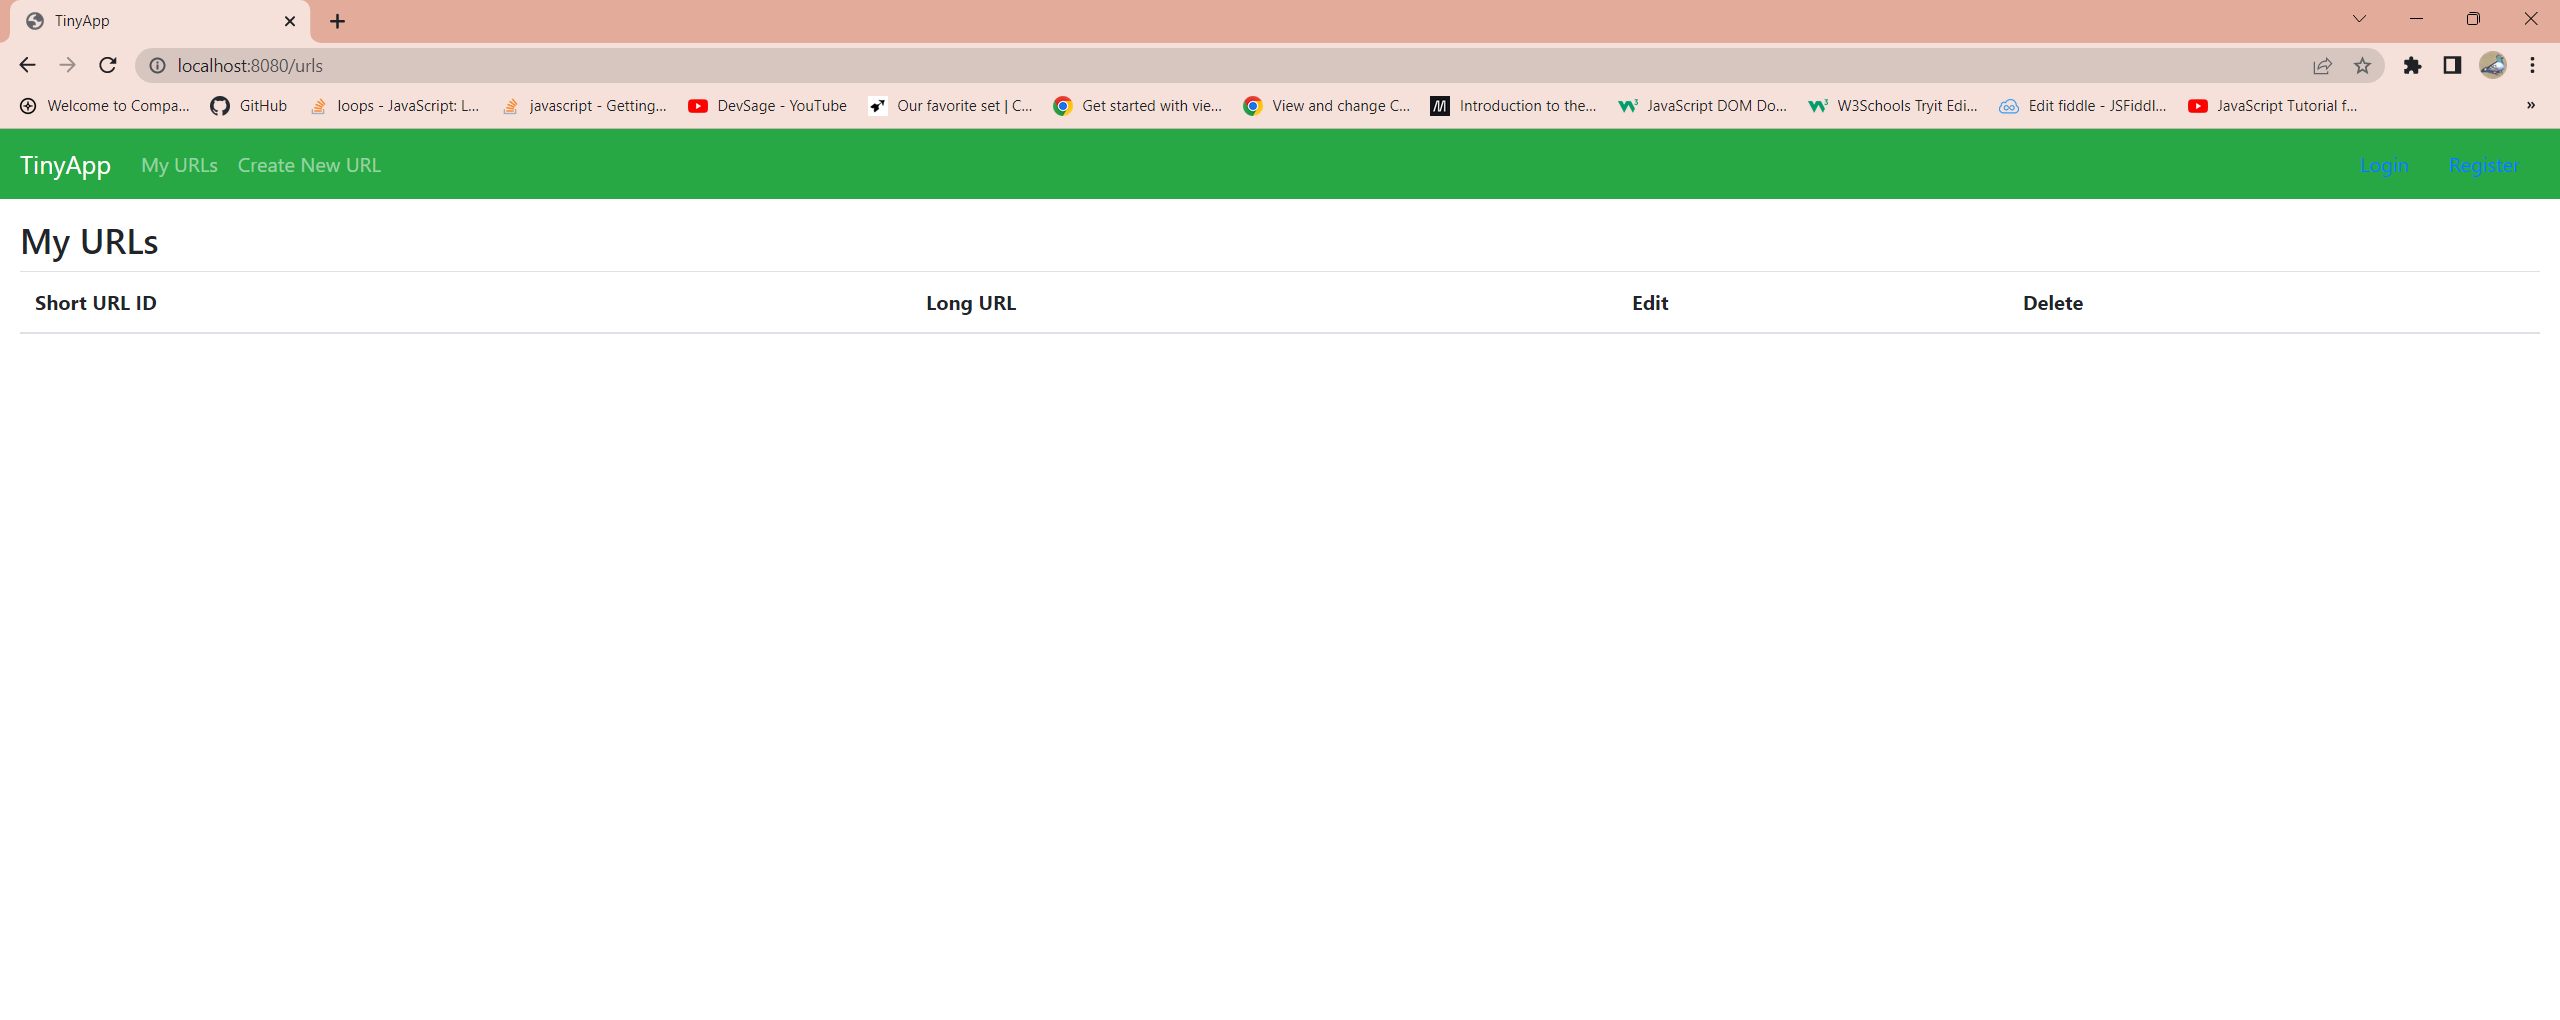 TinyApp
localhost:8080/urls
Welcome to Compa... GitHub loops - JavaScript: L... javascript - Getting... DevSage - YouTube Our favorite set | C... Get started with vie... View and change C... Introduction to the... JavaScript DOM Do... W3Schools Tryit Edi... Edit fiddle - JSFiddl... JavaScript Tutorial f... »
TinyApp My URLs Create New URL Login Register
My URLs
Short URL ID Long URL Edit Delete